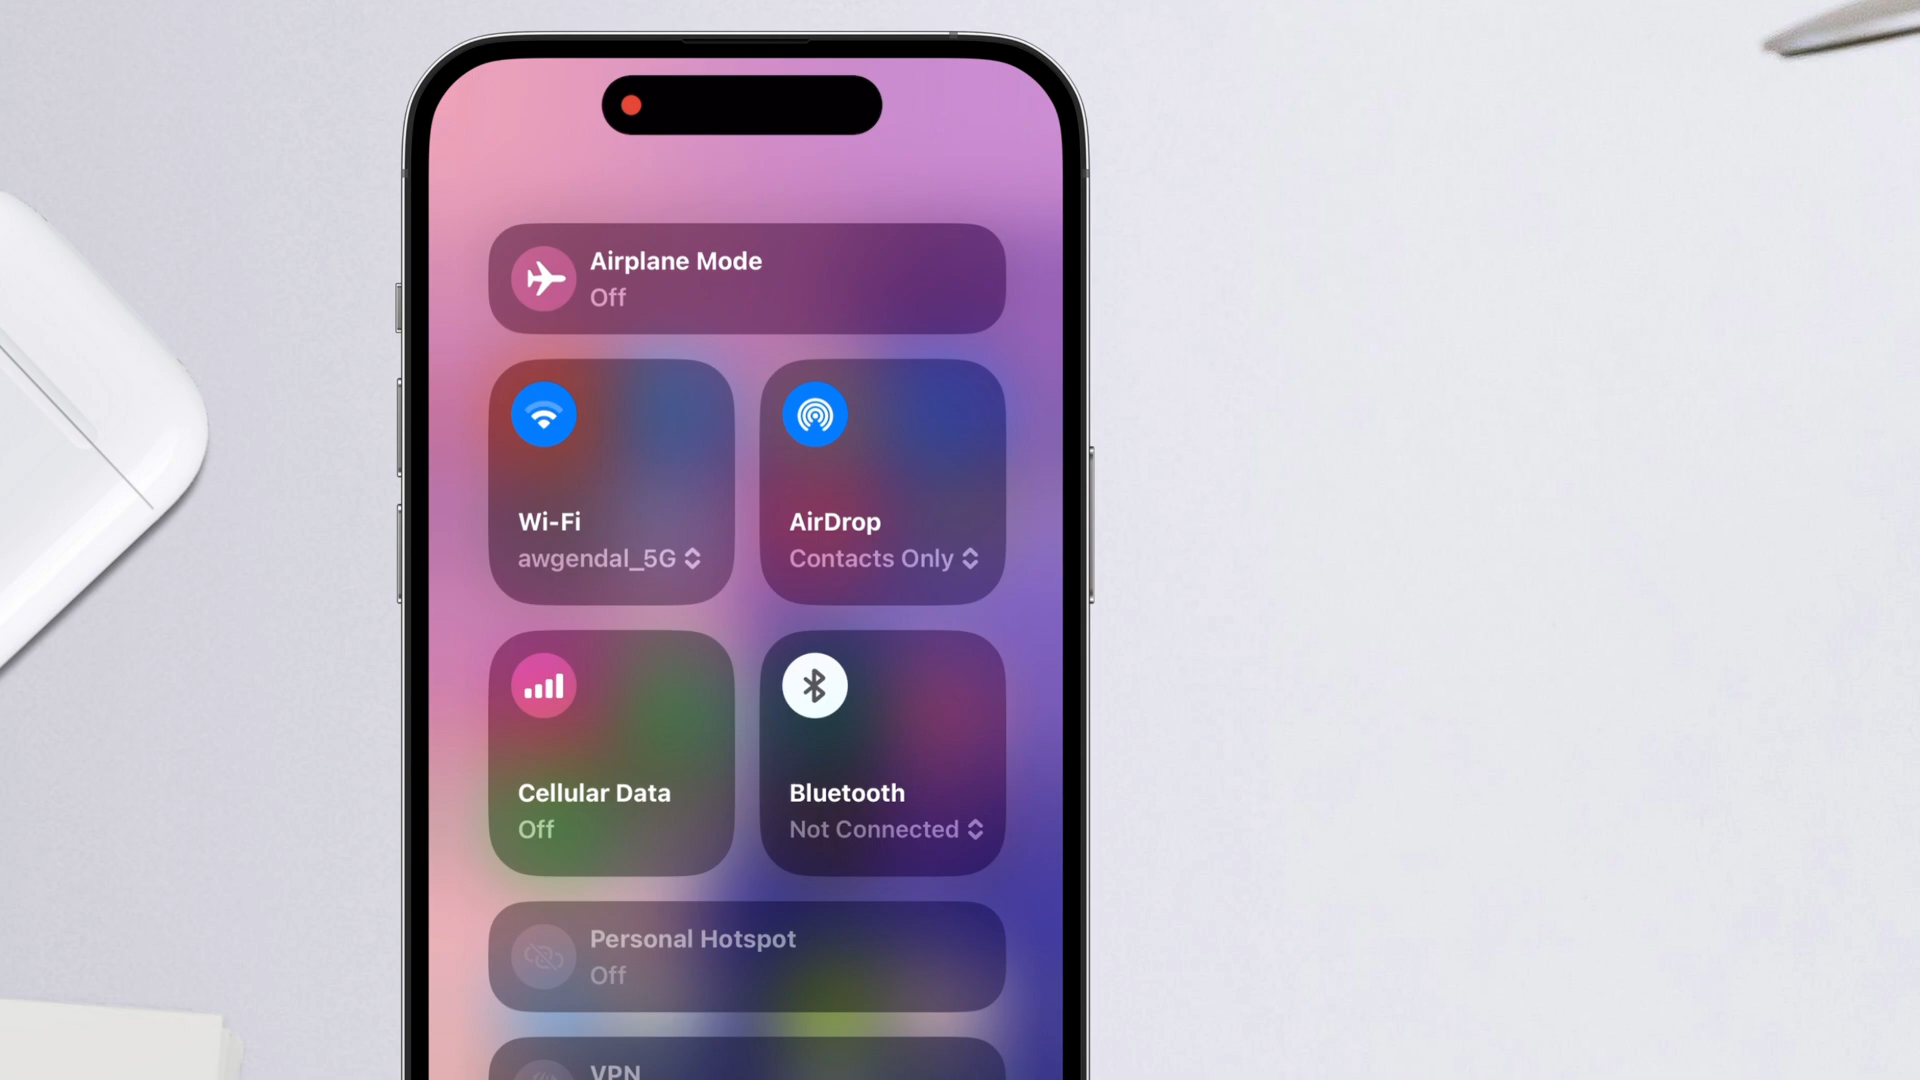 Airplane Mode
Off
Wi-Fi
awgendal_5G
AirDrop
Contacts Only
Cellular Data
Off
Bluetooth
Not Connected
Personal Hotspot
Off
VPN